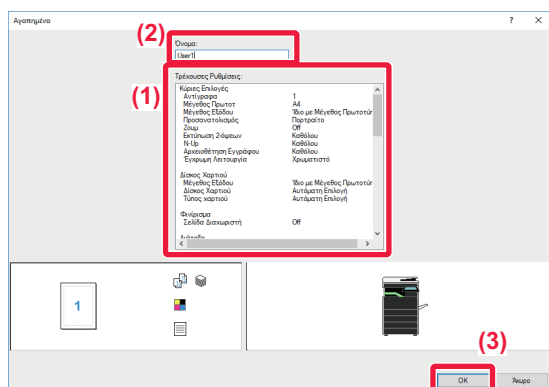 Αγαπημένα ? ×
(2)
Όνομα:
User1
(1)
Τρέχουσες Ρυθμίσεις:
Κύριες Επιλογές
Αντίγραφα 1
Μέγεθος Πρωτοτ A4
Μέγεθος Εξόδου Ίδιο με Μέγεθος Πρωτοτύπ
Προσανατολισμός Πορτραίτο
Ζουμ Off
Εκτύπωση 2-όψεων Καθόλου
N-Up Καθόλου
Αρχειοθέτηση Εγγράφου Καθόλου
Έγχρωμη Λειτουργία Χρωματιστό
Δίσκος Χαρτιού
Μέγεθος Εξόδου Ίδιο με Μέγεθος Πρωτοτύπ
Δίσκος Χαρτιού Αυτόματη Επιλογή
Τύπος χαρτιού Αυτόματη Επιλογή
Φινίρισμα
Σελίδα Διαχωριστή Off
1
(3)
OK Άκυρο